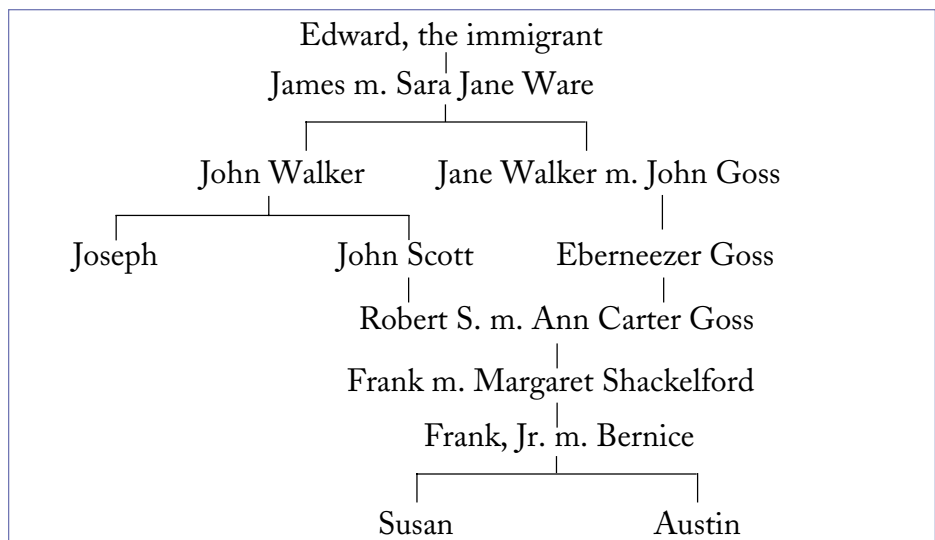 Edward, the immigrant
James m. Sara Jane Ware
John Walker Jane Walker m. John Goss
Joseph John Scott Eberneezer Goss
Robert S. m. Ann Carter Goss
Frank m. Margaret Shackelford
Frank, Jr. m. Bernice
Susan Austin